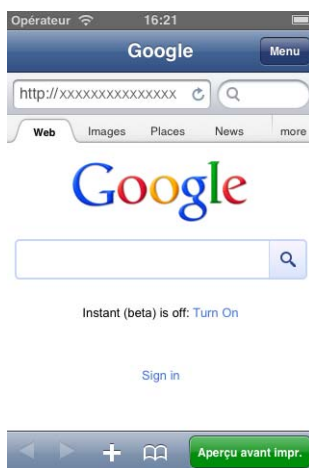 Opérateur 16:21
Google Menu
http://xxxxxxxxxxxxxxx
Web Images Places News more
Google
Instant (beta) is off: Turn On
Sign in
Aperçu avant impr.